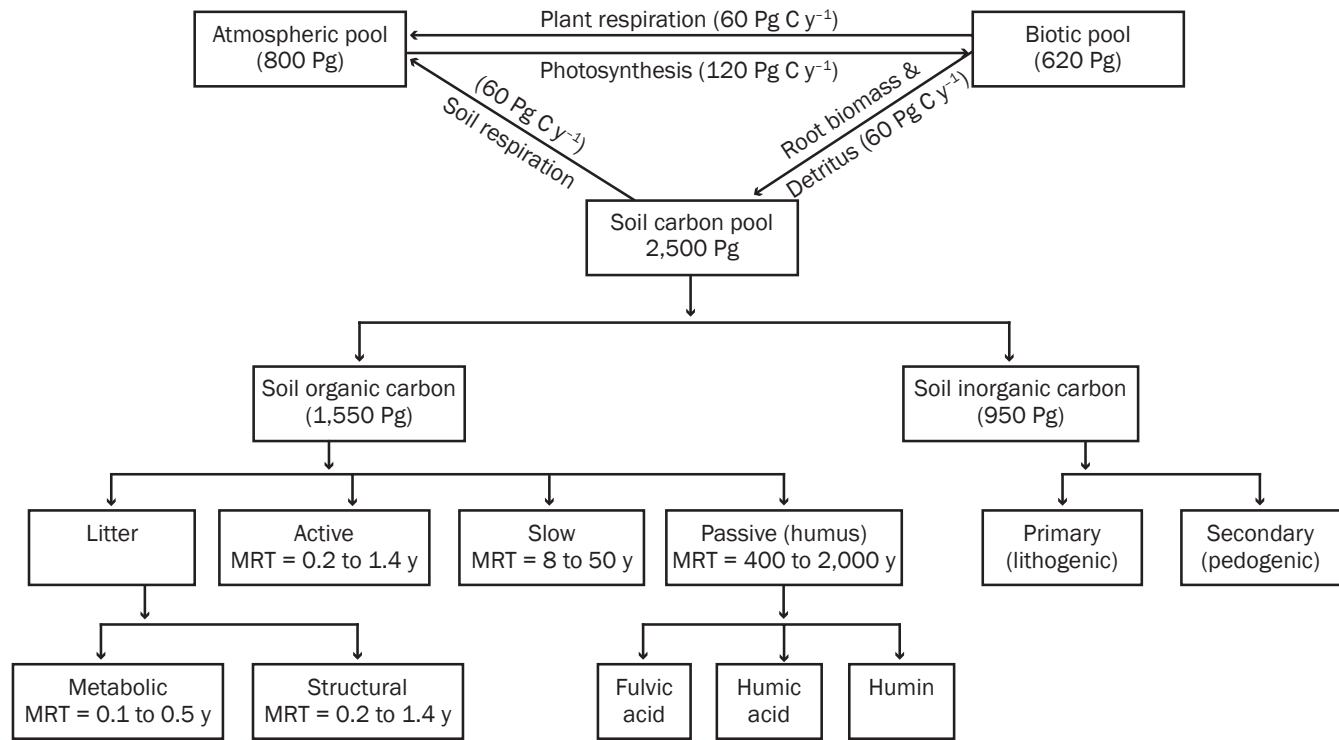 Plant respiration (60 Pg C y⁻¹)
Atmospheric pool
(800 Pg)
Biotic pool
(620 Pg)
Photosynthesis (120 Pg C y⁻¹)
(60 Pg C y⁻¹)
Soil respiration
Root biomass &
Detritus (60 Pg C y⁻¹)
Soil carbon pool
2,500 Pg
Soil organic carbon
(1,550 Pg)
Soil inorganic carbon
(950 Pg)
Litter
Active
MRT = 0.2 to 1.4 y
Slow
MRT = 8 to 50 y
Passive (humus)
MRT = 400 to 2,000 y
Primary
(lithogenic)
Secondary
(pedogenic)
Metabolic
MRT = 0.1 to 0.5 y
Structural
MRT = 0.2 to 1.4 y
Fulvic
acid
Humic
acid
Humin